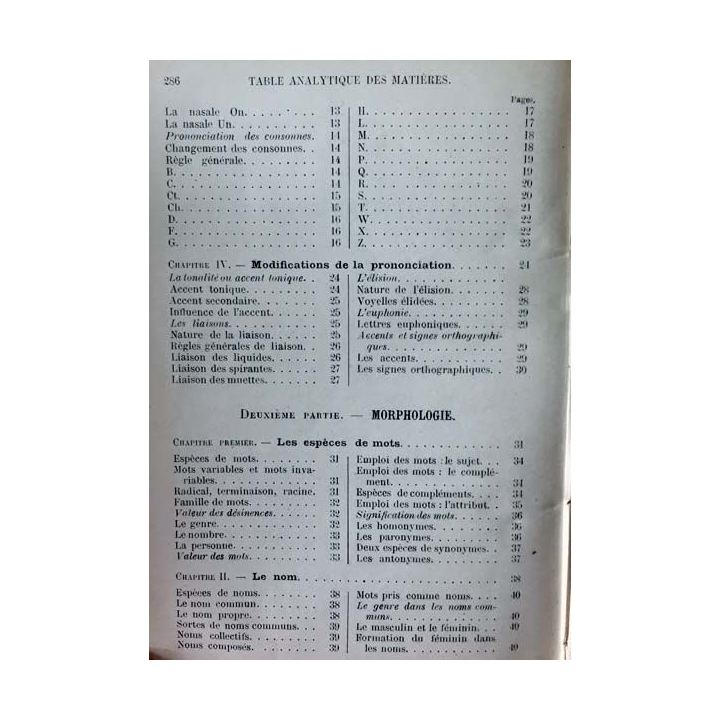 286 TABLE ANALYTIQUE DES MATIÈRES.
Pages.
La nasale On. . . . . . . . 13
La nasale Un. . . . . . . . 13
Prononciation des consonnes. 14
Changement des consonnes. . 14
Règle générale. . . . . . . . 14
B. . . . . . . . . . . . . 14
C. . . . . . . . . . . . . 14
Ct. . . . . . . . . . . . . 15
Ch. . . . . . . . . . . . . 15
D. . . . . . . . . . . . . 16
F. . . . . . . . . . . . . 16
G. . . . . . . . . . . . . 16
H. . . . . . . . . . . . . 17
L. . . . . . . . . . . . . 17
M. . . . . . . . . . . . . 18
N. . . . . . . . . . . . . 18
P. . . . . . . . . . . . . 19
Q. . . . . . . . . . . . . 19
R. . . . . . . . . . . . . 20
S. . . . . . . . . . . . . 20
T. . . . . . . . . . . . . 21
W. . . . . . . . . . . . . 22
X. . . . . . . . . . . . . 22
Z. . . . . . . . . . . . . 23
CHAPITRE IV. — Modifications de la prononciation. . . . . . . 24
La tonalité ou accent tonique. . 24
Accent tonique. . . . . . . . 24
Accent secondaire. . . . . . . 25
Influence de l'accent. . . . . . 25
Les liaisons. . . . . . . . . 25
Nature de la liaison. . . . . . 25
Règles générales de liaison. . 26
Liaison des liquides. . . . . . 26
Liaison des spirantes. . . . . . 27
Liaison des muettes. . . . . . 27
L'élision. . . . . . . . . . .
Nature de l'élision. . . . . . . 28
Voyelles élidées. . . . . . . . 28
L'euphonie. . . . . . . . . . 29
Lettres euphoniques. . . . . . 29
Accents et signes orthographi-
ques. . . . . . . . . . . 29
Les accents. . . . . . . . . . 29
Les signes orthographiques. . 30
DEUXIÈME PARTIE. — MORPHOLOGIE.
CHAPITRE PREMIER. — Les espèces de mots. . . . . . . . . . 31
Espèces de mots. . . . . . . 31
Mots variables et mots inva-
riables. . . . . . . . . . 31
Radical, terminaison, racine. 31
Famille de mots. . . . . . . 32
Valeur des désinences. . . . . 32
Le genre. . . . . . . . . . 32
Le nombre. . . . . . . . . 33
La personne. . . . . . . . . 33
Valeur des mots. . . . . . . 33
Emploi des mots : le sujet. . . 34
Emploi des mots : le complé-
ment. . . . . . . . . . . 34
Espèces de compléments. . . . 34
Emploi des mots : l'attribut. . 35
Signification des mots. . . . . 36
Les homonymes. . . . . . . . 36
Les paronymes. . . . . . . . 36
Deux espèces de synonymes. . 37
Les antonymes. . . . . . . . 37
CHAPITRE II. — Le nom. . . . . . . . . . . . . . . . . . 38
Espèces de noms. . . . . . . 38
Le nom commun. . . . . . . 38
Le nom propre. . . . . . . . 38
Sortes de noms communs. . . 39
Noms collectifs. . . . . . . . 39
Noms composés. . . . . . . . 39
Mots pris comme noms. . . . 40
Le genre dans les noms com-
muns. . . . . . . . . . . 40
Le masculin et le féminin. . . 40
Formation du féminin dans
les noms. . . . . . . . . . 40